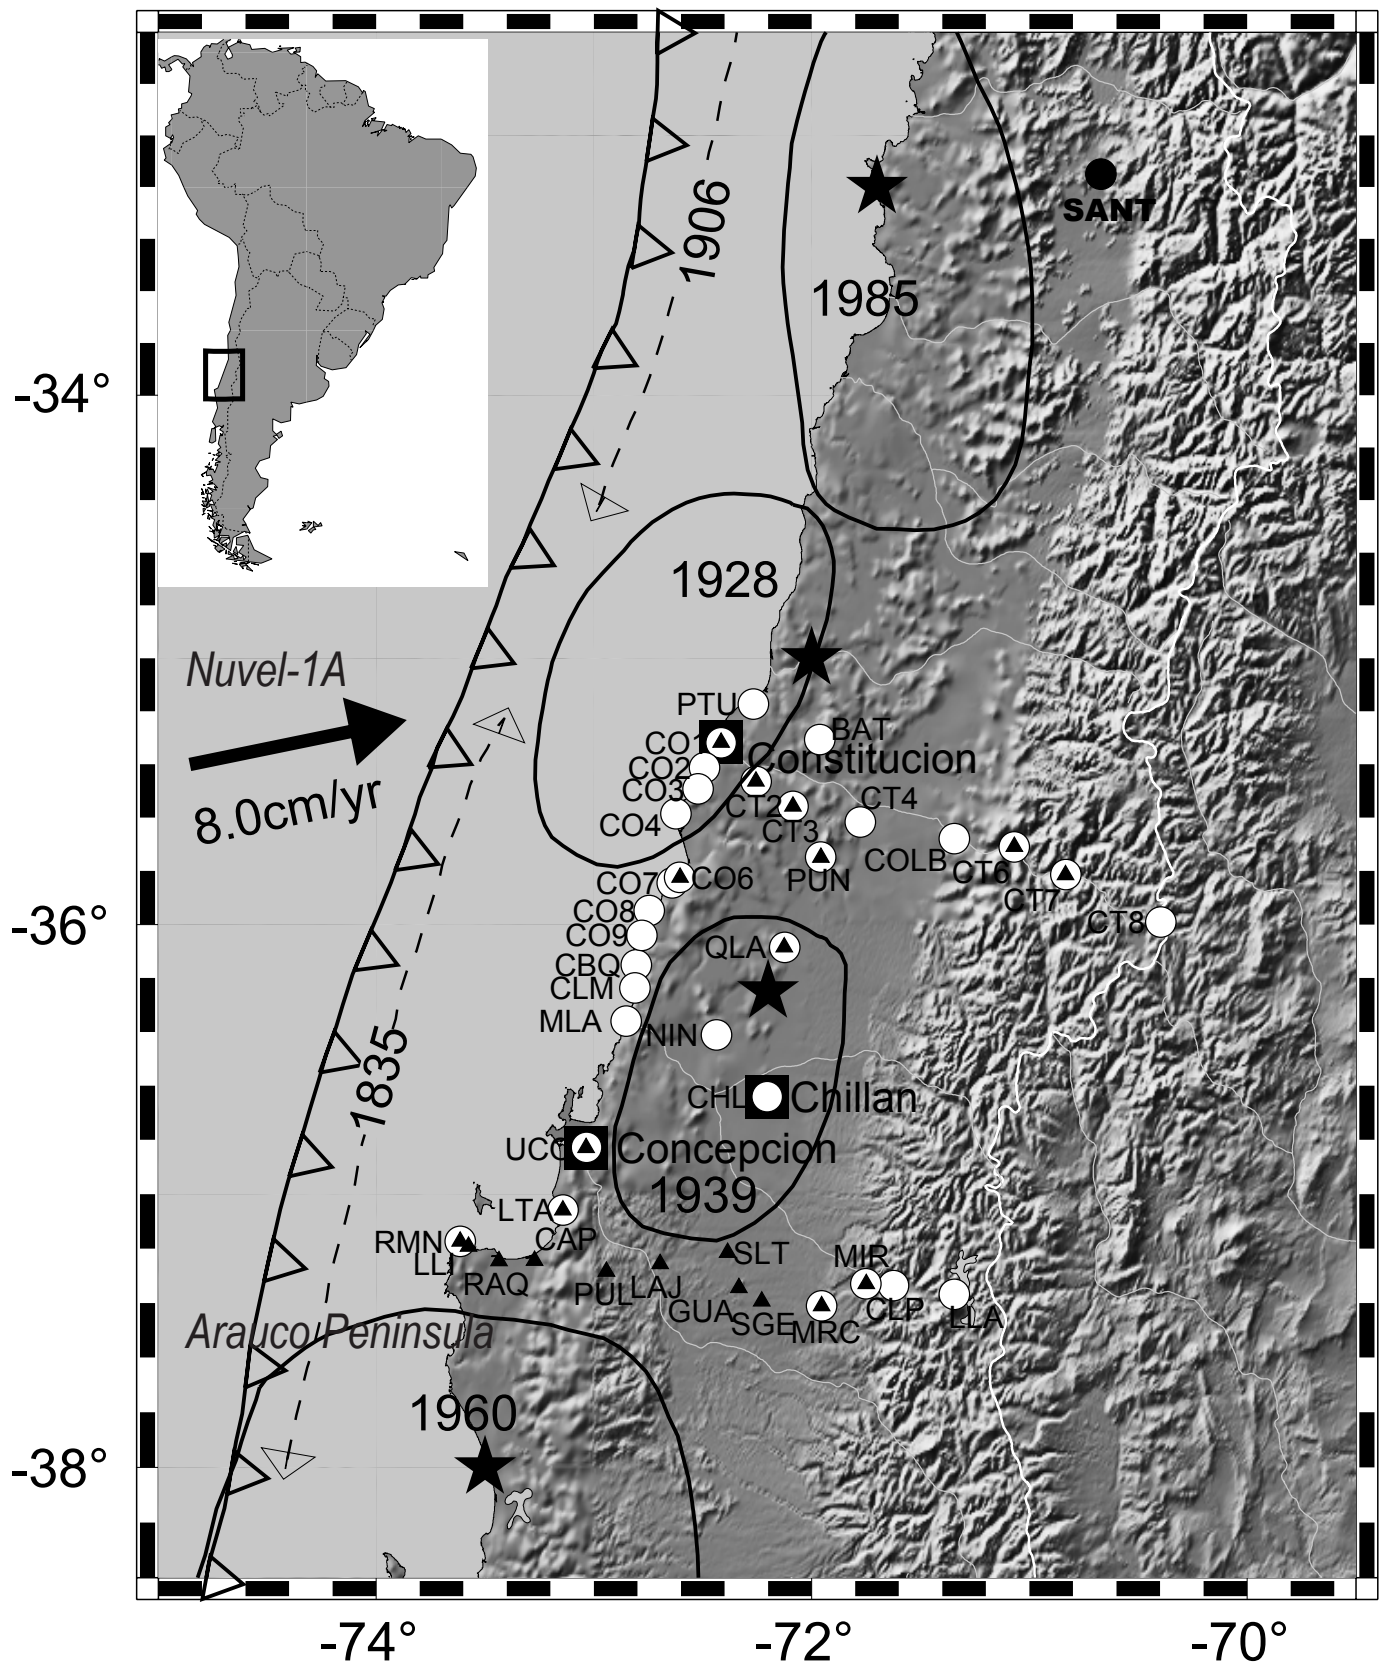 1906
SANT
1985
-34°
1928
Nuvel-1A
8.0cm/yr
PTU
BAT
CO1
Constitucion
CO2
CO3
CT2
CT4
CO4
CT3
COLB
CT6
PUN
CO7
CO6
CT7
CO8
-36°
CT8
CO9
QLA
CBQ
CLM
MLA
NIN
1835
CHL
Chillan
UCO
Concepcion
1939
LTA
RMN
CAP
SLT
MIR
LL
RAQ
PUL
LAJ
GUA
CLP
SGE
MRC
LLA
Arauco Peninsula
1960
-38°
-74°
-72°
-70°